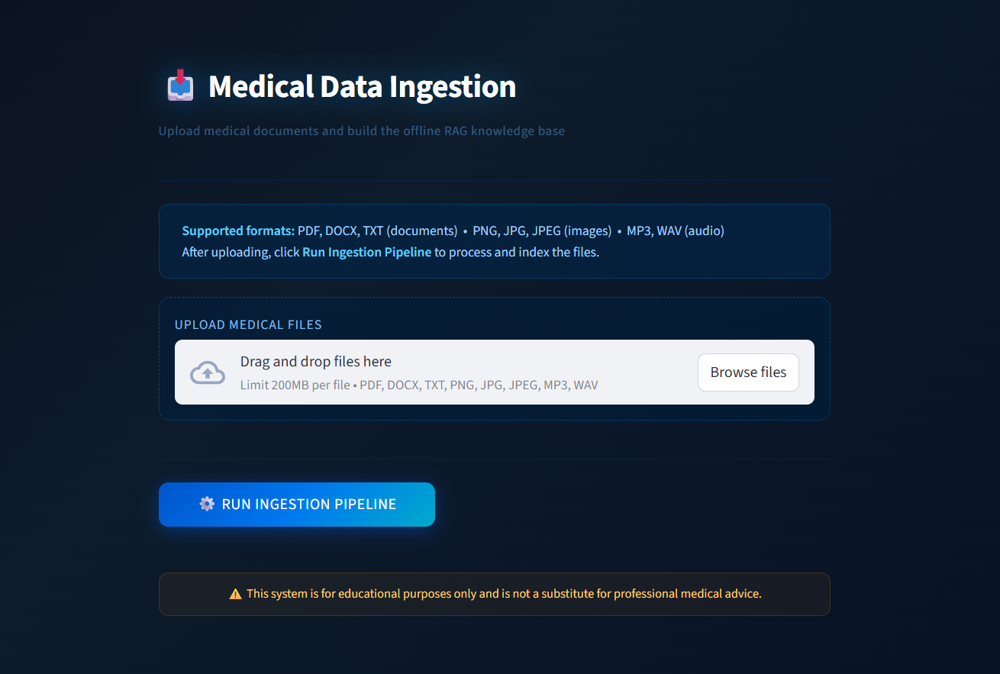 Medical Data Ingestion
Upload medical documents and build the offline RAG knowledge base
Supported formats: PDF, DOCX, TXT (documents) • PNG, JPG, JPEG (images) • MP3, WAV (audio)
After uploading, click Run Ingestion Pipeline to process and index the files.
UPLOAD MEDICAL FILES
Drag and drop files here
Limit 200MB per file • PDF, DOCX, TXT, PNG, JPG, JPEG, MP3, WAV
Browse files
RUN INGESTION PIPELINE
This system is for educational purposes only and is not a substitute for professional medical advice.